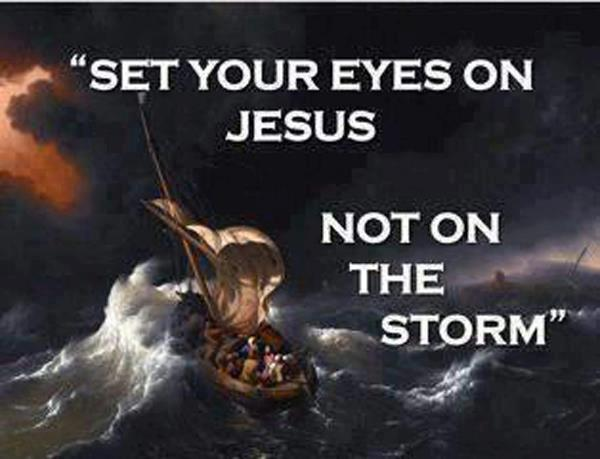 “SET YOUR EYES ON
JESUS
NOT ON
THE
STORM”